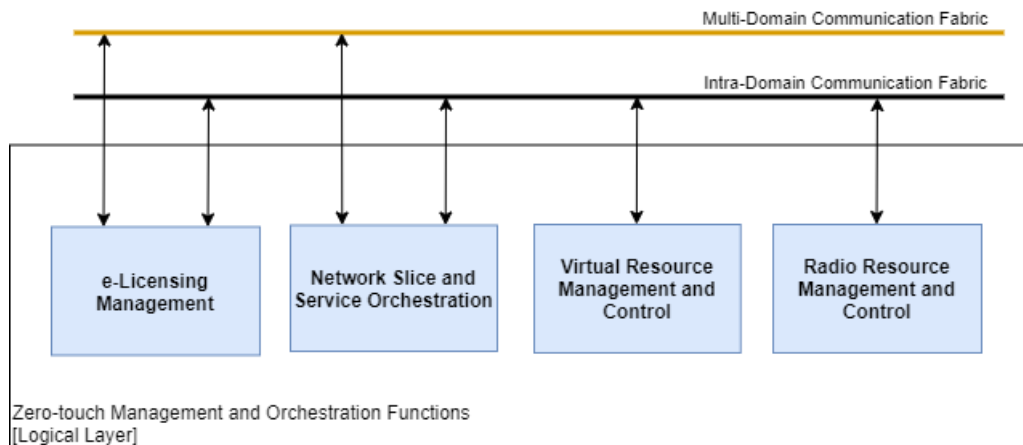 Multi-Domain Communication Fabric
Intra-Domain Communication Fabric
e-Licensing
Management
Network Slice and
Service Orchestration
Virtual Resource
Management and
Control
Radio Resource
Management and
Control
Zero-touch Management and Orchestration Functions
[Logical Layer]